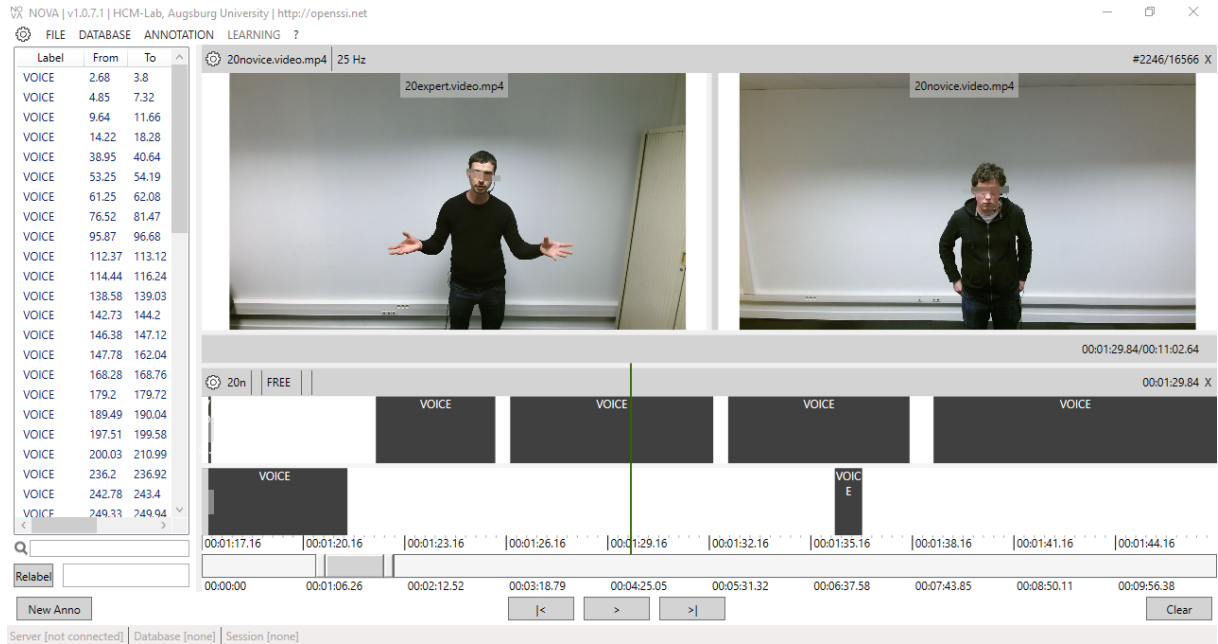 NOVA | v1.0.7.1 | HCM-Lab, Augsburg University | http://openssi.net
FILE DATABASE ANNOTATION LEARNING ?
Label From To
VOICE 2.68 3.8
VOICE 4.85 7.32
VOICE 9.64 11.66
VOICE 14.22 18.28
VOICE 38.95 40.64
VOICE 53.25 54.19
VOICE 61.25 62.08
VOICE 76.52 81.47
VOICE 95.87 96.68
VOICE 112.37 113.12
VOICE 114.44 116.24
VOICE 138.58 139.03
VOICE 142.73 144.2
VOICE 146.38 147.12
VOICE 147.78 162.04
VOICE 168.28 168.76
VOICE 179.2 179.72
VOICE 189.49 190.04
VOICE 197.51 199.58
VOICE 200.03 210.99
VOICE 236.2 236.92
VOICE 242.78 243.4
VOICE 249.33 249.94
Relabel
New Anno
20novice.video.mp4 25 Hz #2246/16566 X
20expert.video.mp4 20novice.video.mp4
00:01:29.84/00:11:02.64
20n FREE 00:01:29.84 X
VOICE VOICE VOICE VOICE
VOICE VOIC
E
00:01:17.16 00:01:20.16 00:01:23.16 00:01:26.16 00:01:29.16 00:01:32.16 00:01:35.16 00:01:38.16 00:01:41.16 00:01:44.16
00:00:00 00:01:06.26 00:02:12.52 00:03:18.79 00:04:25.05 00:05:31.32 00:06:37.58 00:07:43.85 00:08:50.11 00:09:56.38
|< > >| Clear
Server [not connected] Database [none] Session [none]